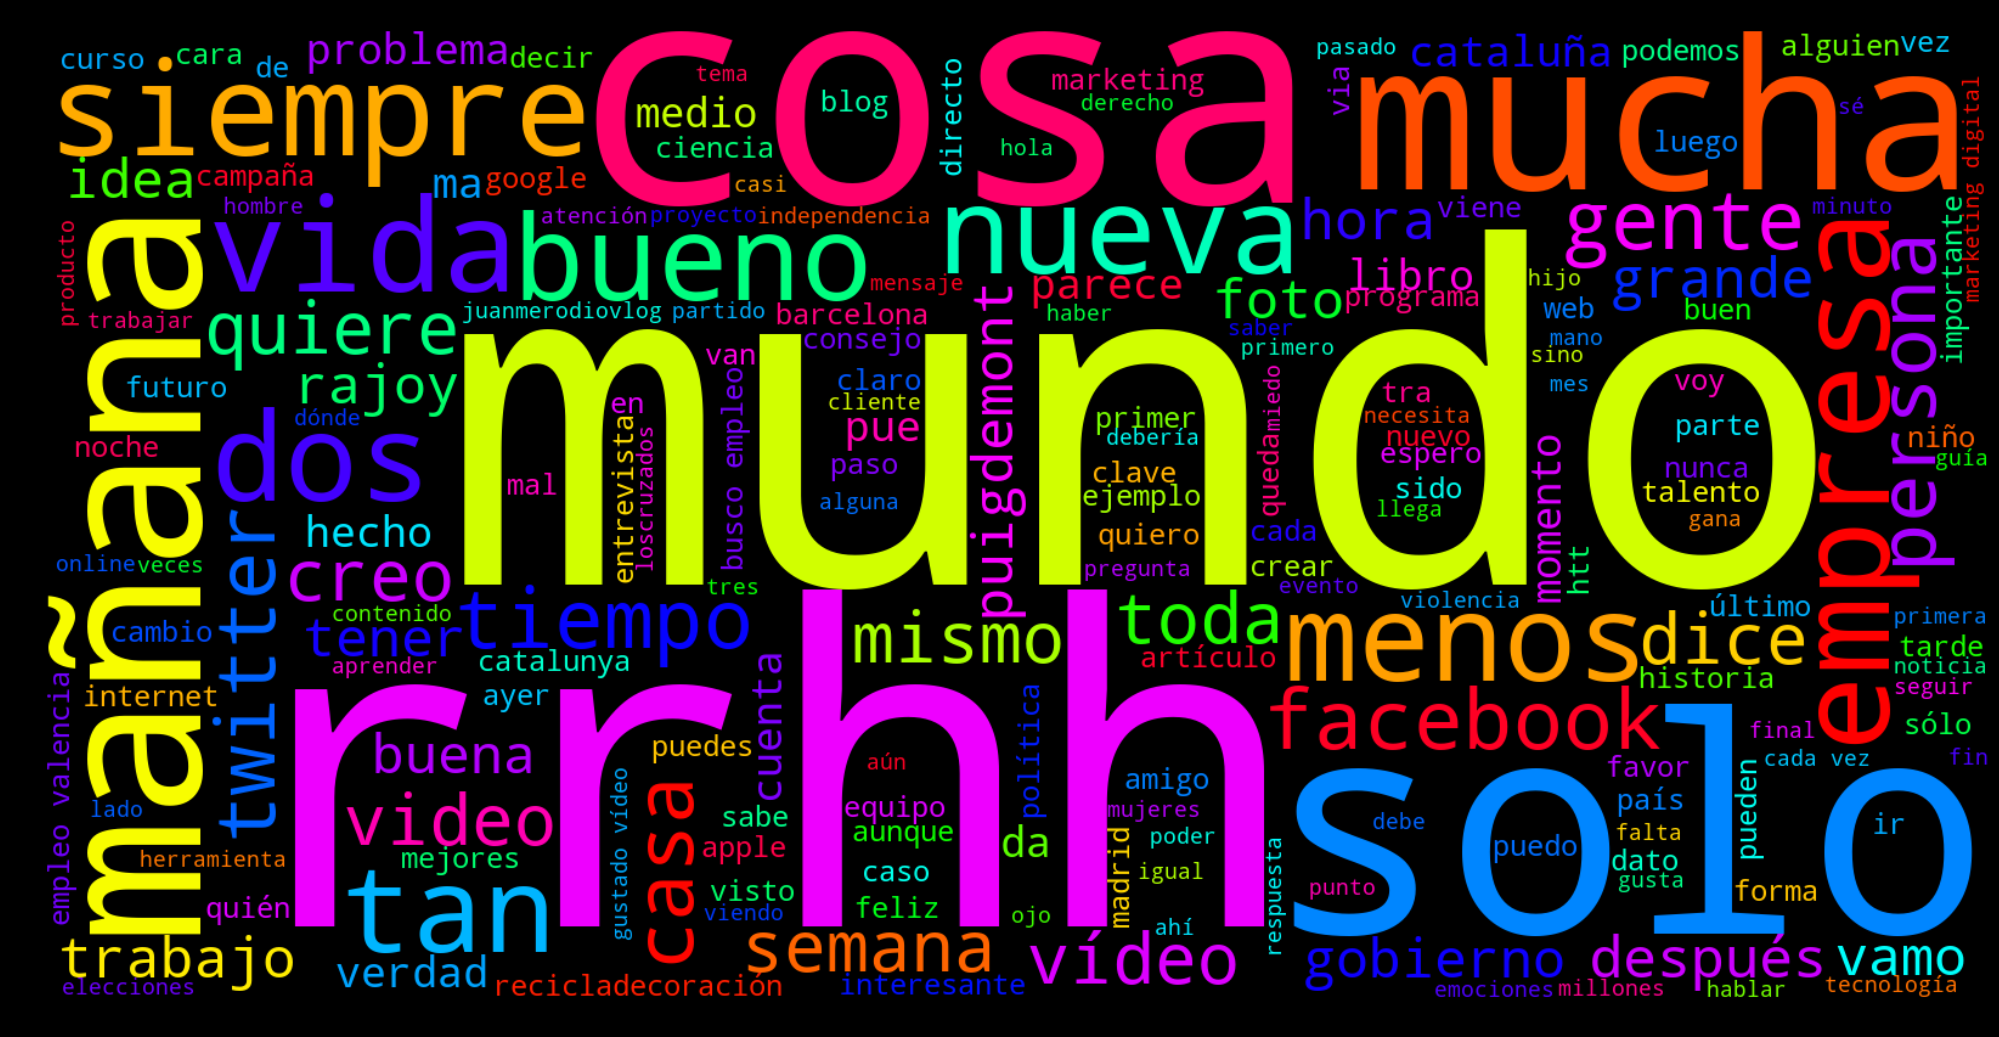 curso
cara
de
problema
decir
cosa
tema
medio
blog
ciencia
casi
directo
marketing
derecho
hola
pasado
cataluña
podemos
alguien
vez
via
mucha
sé
luego
marketing digital
siempre
idea
campaña
ma
google
hombre
vida
atención
proyecto
independencia
bueno
nueva
hora
viene
gente
minuto
importante
producto
trabajar
mañana
quiere
juanmerodiovlog
partido
mensaje
barcelona
consejo
parece
haber
foto
libro
programa
hijo
grande
web
buen
mano
sino
mes
empresa
persona
futuro
rajoy
dónde
noche
dos
mundo
van
en
mal
entrevista
loscruzados
busco empleo
claro
cliente
pue
paso
alguna
puigdemont
saber
primero
primer
debería
clave
ejemplo
quiero
pregunta
miedo
queda
cada
crear
evento
tra
necesita
nuevo
espero
sido
llega
momento
htt
voy
parte
nunca
talento
gana
niño
guía
twitter
hecho
online
veces
creo
contenido
cambio
tener
tiempo
tres
aprender
catalunya
ayer
mismo
toda
artículo
violencia
menos
último
dice
historia
primera
tarde
noticia
seguir
sólo
internet
empleo valencia
lado
rrhh
buena
video
puedes
cuenta
política
facebook
solo
final
cada vez
fin
favor
país
falta
dato
gusta
pueden
forma
puedo
ir
debe
punto
herramienta
quién
mejores
tan
gustado vídeo
casa
sabe
apple
visto
viendo
aún
equipo
aunque
caso
feliz
da
ojo
amigo
mujeres
poder
igual
madrid
ahí
respuesta
trabajo
elecciones
verdad
recicladecoración
semana
interesante
vídeo
gobierno
emociones
millones
después
hablar
vamo
tecnología